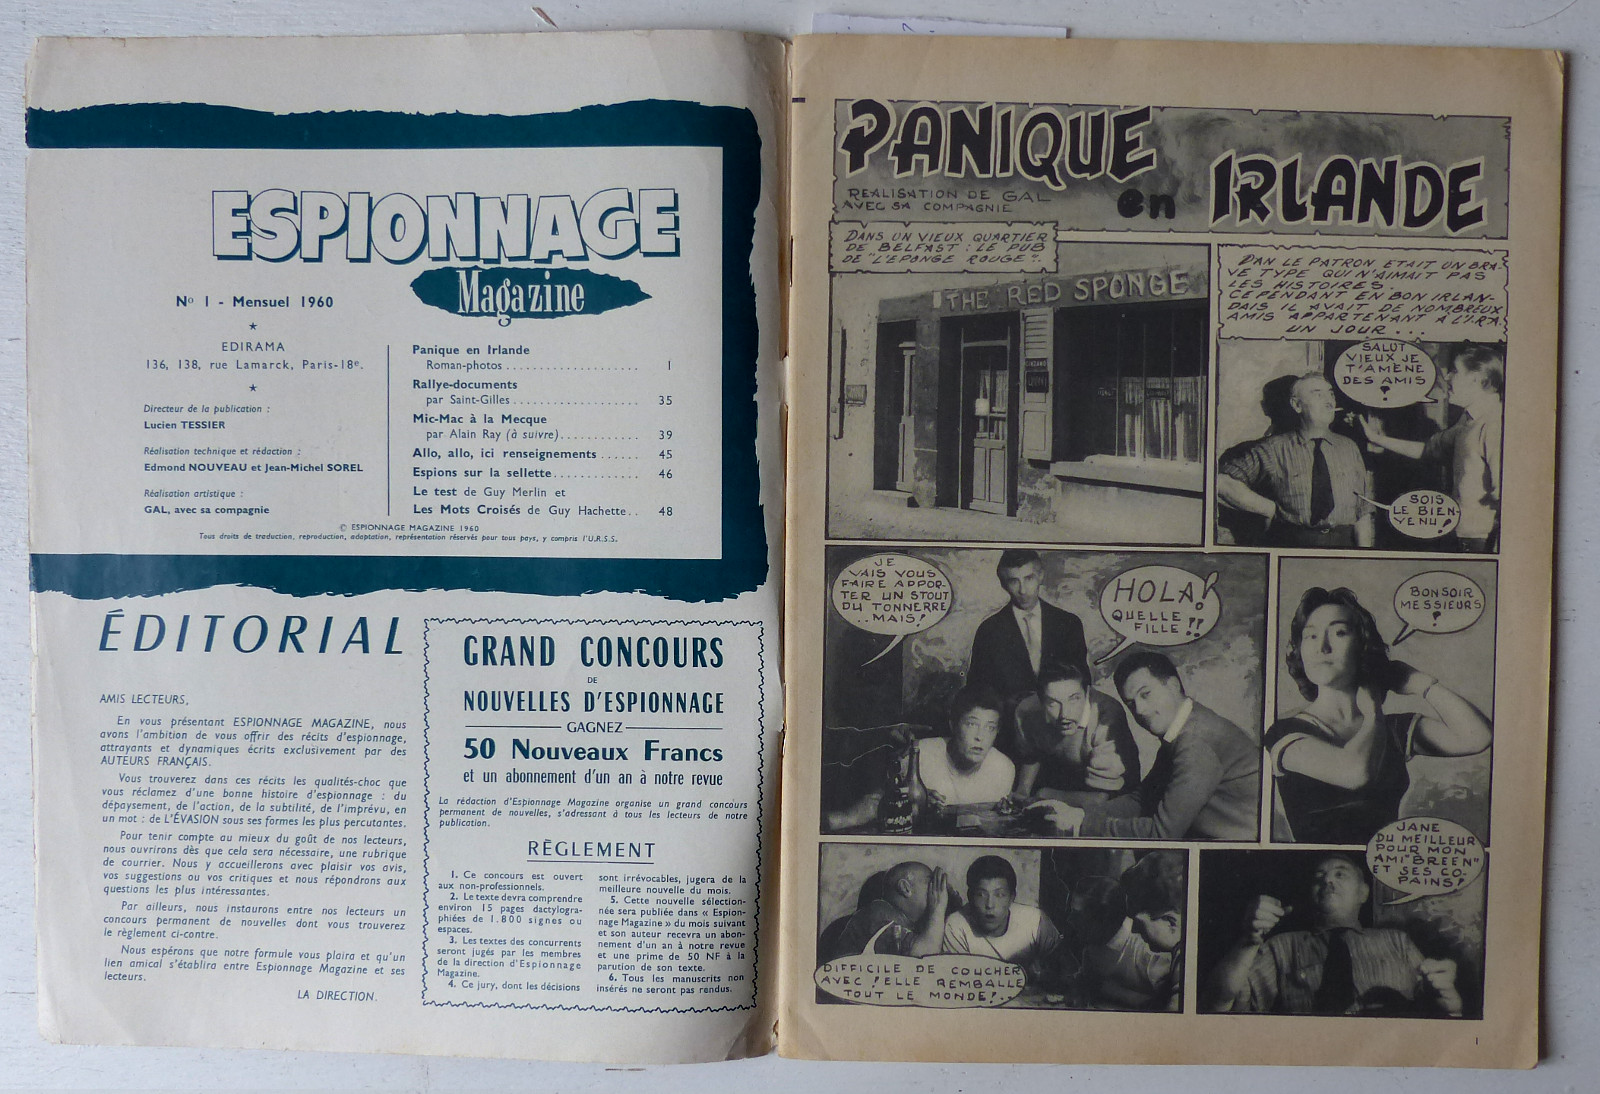 ESPIONNAGE
Magazine
No 1 - Mensuel 1960
EDIRAMA
136, 138, rue Lamarck, Paris-18e.
Directeur de la publication :
Lucien TESSIER
Réalisation technique et rédaction :
Edmond NOUVEAU et Jean-Michel SOREL
Réalisation artistique :
GAL, avec sa compagnie
Panique en Irlande
Roman-photos . . . . . . . . . . . . . . . . . . . . 1
Rallye-documents
par Saint-Gilles . . . . . . . . . . . . . . . . . . . 35
Mic-Mac à la Mecque
par Alain Ray (à suivre) . . . . . . . . . . . . 39
Allo, allo, ici renseignements . . . . . . 45
Espions sur la sellette . . . . . . . . . . . . . 46
Le test de Guy Merlin et
Les Mots Croisés de Guy Hachette . . 48
© ESPIONNAGE MAGAZINE 1960
Tous droits de traduction, reproduction, adaptation, représentation réservés pour tous pays, y compris l'U.R.S.S.
ÉDITORIAL
AMIS LECTEURS,
En vous présentant ESPIONNAGE MAGAZINE, nous
avons l'ambition de vous offrir des récits d'espionnage,
attrayants et dynamiques écrits exclusivement par des
AUTEURS FRANÇAIS.
Vous trouverez dans ces récits les qualités-choc que
vous réclamez d'une bonne histoire d'espionnage : du
dépaysement, de l'action, de la subtilité, de l'imprévu, en
un mot : de L'ÉVASION sous ses formes les plus percutantes.
Pour tenir compte au mieux du goût de nos lecteurs,
nous ouvrirons dès que cela sera nécessaire, une rubrique
de courrier. Nous y accueillerons avec plaisir vos avis,
vos suggestions ou vos critiques et nous répondrons aux
questions les plus intéressantes.
Par ailleurs, nous instaurons entre nos lecteurs un
concours permanent de nouvelles dont vous trouverez
le règlement ci-contre.
Nous espérons que notre formule vous plaira et qu'un
lien amical s'établira entre Espionnage Magazine et ses
lecteurs.
LA DIRECTION.
GRAND CONCOURS
DE
NOUVELLES D'ESPIONNAGE
GAGNEZ
50 Nouveaux Francs
et un abonnement d'un an à notre revue
La rédaction d'Espionnage Magazine organise un grand concours
permanent de nouvelles, s'adressant à tous les lecteurs de notre
publication.
RÈGLEMENT
1. Ce concours est ouvert
aux non-professionnels.
2. Le texte devra comprendre
environ 15 pages dactylogra-
phiées de 1.800 signes ou
espaces.
3. Les textes des concurrents
seront jugés par les membres
de la direction d'Espionnage
Magazine.
4. Ce jury, dont les décisions
sont irrévocables, jugera de la
meilleure nouvelle du mois.
5. Cette nouvelle sélection-
née sera publiée dans « Espion-
nage Magazine » du mois suivant
et son auteur recevra un abon-
nement d'un an à notre revue
et une prime de 50 NF à la
parution de son texte.
6. Tous les manuscrits non
insérés ne seront pas rendus.
PANIQUE
en IRLANDE
REALISATION DE GAL
AVEC SA COMPAGNIE
DANS UN VIEUX QUARTIER
DE BELFAST : LE PUB
DE "L'EPONGE ROUGE".
THE RED SPONGE
DAN LE PATRON ETAIT UN BRA-
VE TYPE QUI N'AIMAIT PAS
LES HISTOIRES.
CEPENDANT EN BON IRLAN-
DAIS IL AVAIT DE NOMBREUX
AMIS APPARTENANT A L'I.R.A.
UN JOUR ...
SALUT
VIEUX JE
T'AMENE
DES AMIS
!
SOIS
LE BIEN-
VENU !
JE
VAIS VOUS
FAIRE APPOR-
TER UN STOUT
DU TONNERRE
..MAIS!
HOLA!
QUELLE
FILLE !!
BONSOIR
MESSIEURS
!
DIFFICILE DE COUCHER
AVEC ! ELLE REMBALLE
TOUT LE MONDE!..
JANE
DU MEILLEUR
POUR MON
AMI "BREEN"
ET SES CO-
PAINS!
1